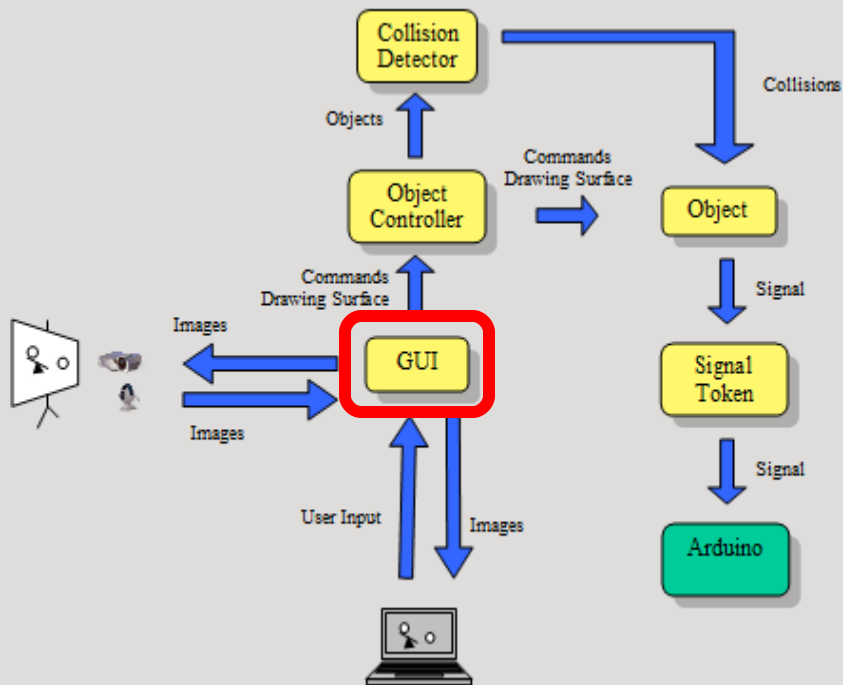 Collision
Detector
Collisions
Objects
Commands
Drawing Surface
Object
Controller
Object
Commands
Drawing Surface
Signal
Images
GUI
Signal
Token
Images
Signal
User Input
Images
Arduino